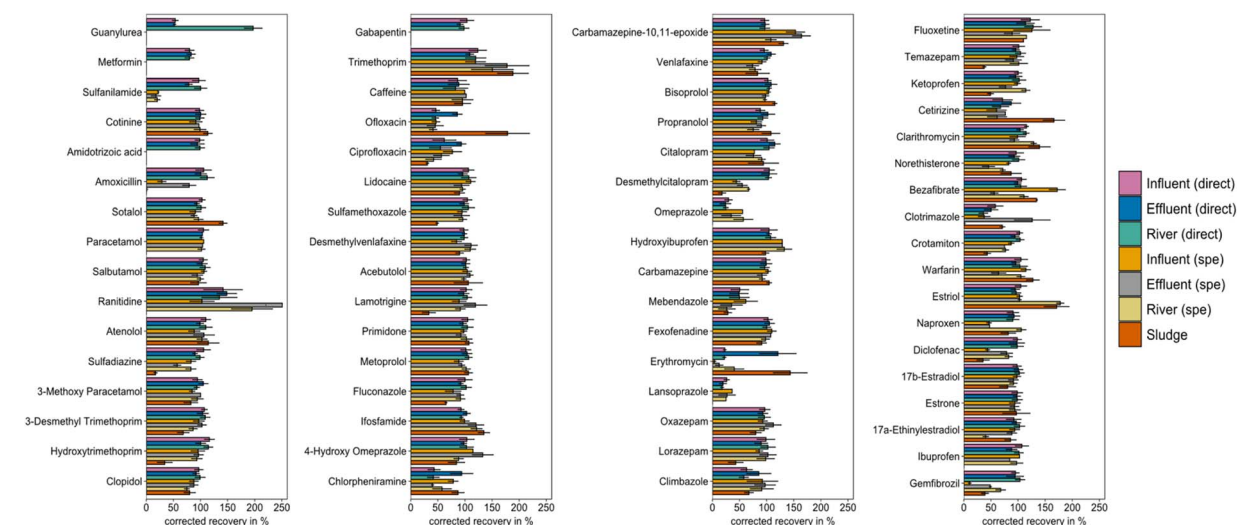 Guanylurea
Metformin
Sulfanilamide
Cotinine
Amidotrizoic acid
Amoxicillin
Sotalol
Paracetamol
Salbutamol
Ranitidine
Atenolol
Sulfadiazine
3-Methoxy Paracetamol
3-Desmethyl Trimethoprim
Hydroxytrimethoprim
Clopidol
0 50 100 150 200 250
corrected recovery in %
Gabapentin
Trimethoprim
Caffeine
Ofloxacin
Ciprofloxacin
Lidocaine
Sulfamethoxazole
Desmethylvenlafaxine
Acebutolol
Lamotrigine
Primidone
Metoprolol
Fluconazole
Ifosfamide
4-Hydroxy Omeprazole
Chlorpheniramine
0 50 100 150 200 250
corrected recovery in %
Carbamazepine-10,11-epoxide
Venlafaxine
Bisoprolol
Propranolol
Citalopram
Desmethylcitalopram
Omeprazole
Hydroxyibuprofen
Carbamazepine
Mebendazole
Fexofenadine
Erythromycin
Lansoprazole
Oxazepam
Lorazepam
Climbazole
0 50 100 150 200 250
corrected recovery in %
Fluoxetine
Temazepam
Ketoprofen
Cetirizine
Clarithromycin
Norethisterone
Bezafibrate
Clotrimazole
Crotamiton
Warfarin
Estriol
Naproxen
Diclofenac
17b-Estradiol
Estrone
17a-Ethinylestradiol
Ibuprofen
Gemfibrozil
0 50 100 150 200 250
corrected recovery in %
Influent (direct)
Effluent (direct)
River (direct)
Influent (spe)
Effluent (spe)
River (spe)
Sludge